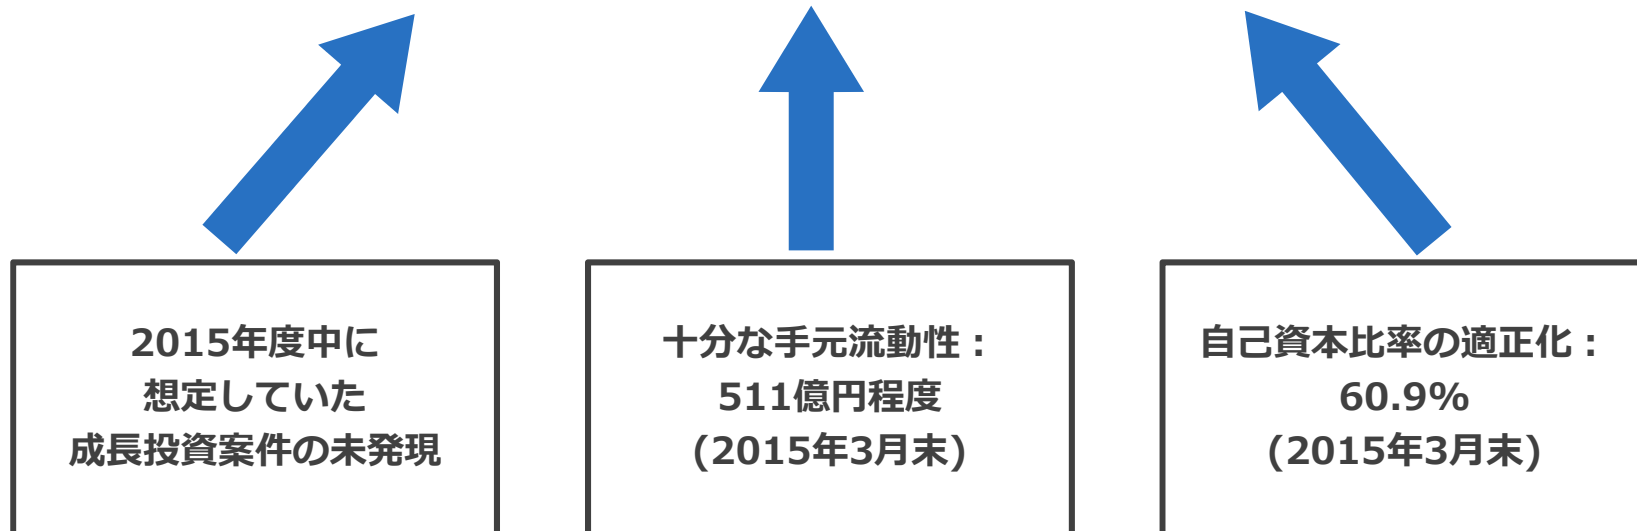 2015年度中に
想定していた
成長投資案件の未発現
十分な手元流動性：
511億円程度
(2015年3月末)
自己資本比率の適正化：
60.9%
(2015年3月末)